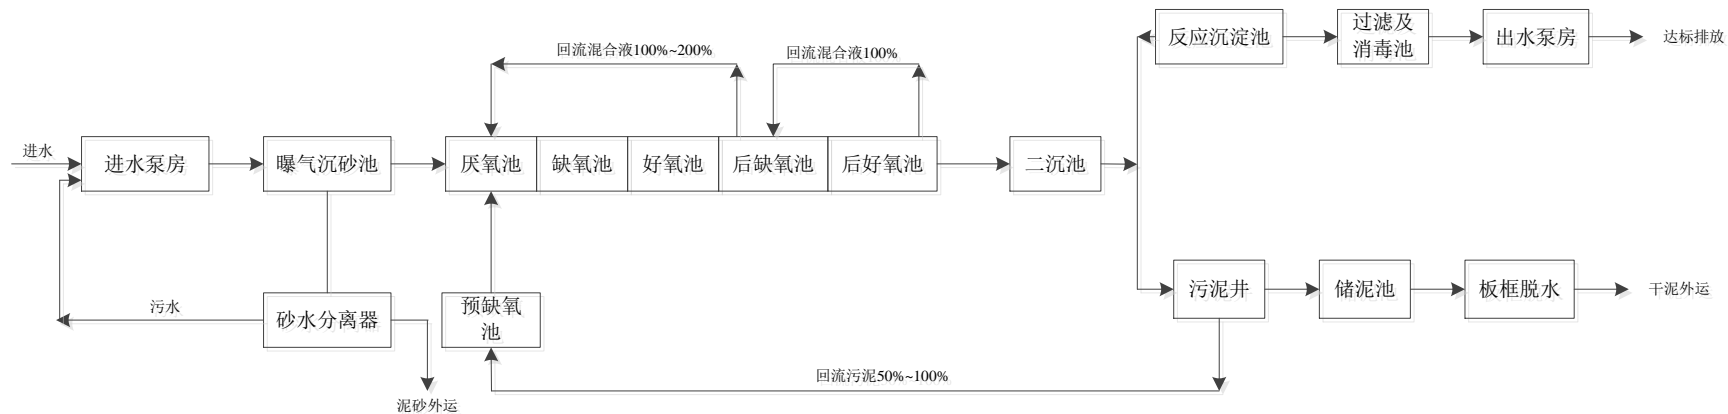 反应沉淀池
过滤及
消毒池
出水泵房
达标排放
回流混合液100%~200%
回流混合液100%
进水
进水泵房
曝气沉砂池
厌氧池
缺氧池
好氧池
后缺氧池
后好氧池
二沉池
污泥井
储泥池
板框脱水
干泥外运
污水
砂水分离器
预缺氧
池
回流污泥50%~100%
泥砂外运